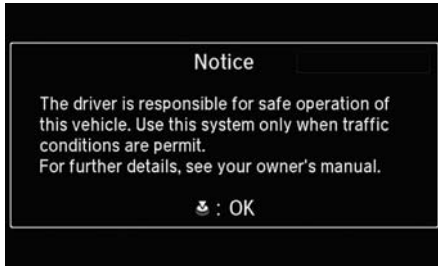 Notice
The driver is responsible for safe operation of
this vehicle. Use this system only when traffic
conditions are permit.
For further details, see your owner's manual.
: OK